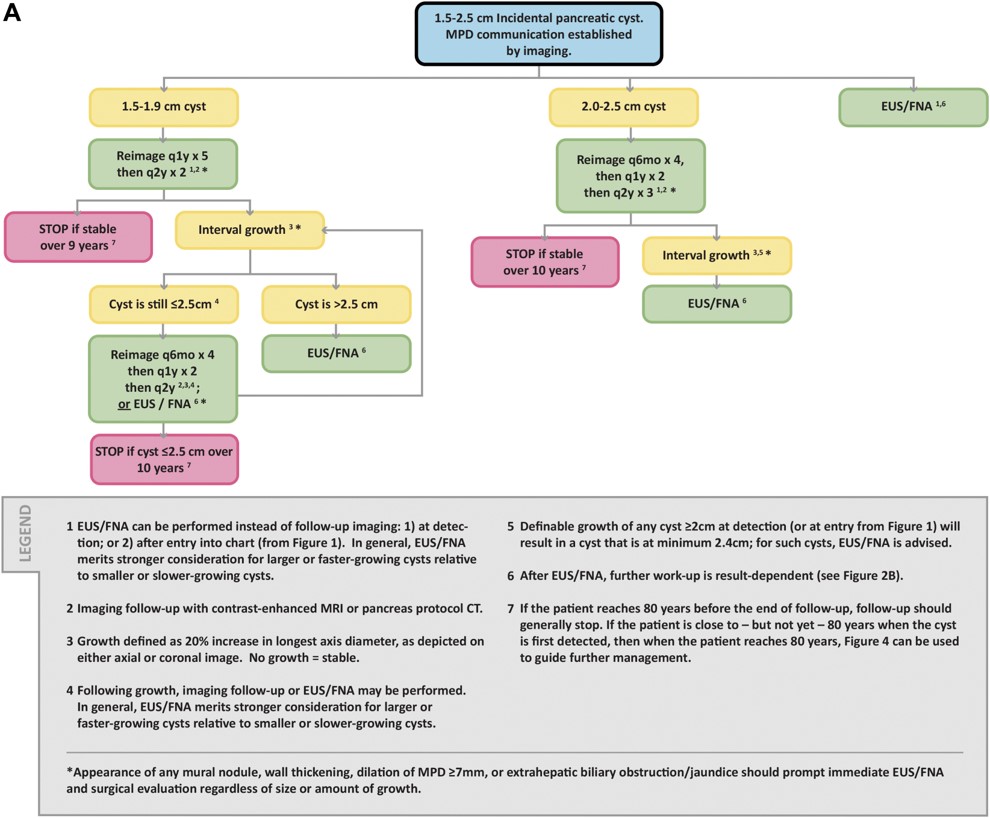 A
1.5-2.5 cm Incidental pancreatic cyst.
MPD communication established
by imaging.
1.5-1.9 cm cyst
2.0-2.5 cm cyst
EUS/FNA 1,6
Reimage q1y x 5
then q2y x 2 1,2 *
Reimage q6mo x 4,
then q1y x 2
then q2y x 3 1,2 *
STOP if stable
over 9 years 7
Interval growth 3 *
STOP if stable
over 10 years 7
Interval growth 3,5 *
Cyst is still ≤2.5cm 4
Cyst is >2.5 cm
EUS/FNA 6
Reimage q6mo x 4
then q1y x 2
then q2y 2,3,4 ;
or EUS / FNA 6 *
EUS/FNA 6
STOP if cyst ≤2.5 cm over
10 years 7
LEGEND
1 EUS/FNA can be performed instead of follow-up imaging: 1) at detec-
tion; or 2) after entry into chart (from Figure 1). In general, EUS/FNA
merits stronger consideration for larger or faster-growing cysts relative
to smaller or slower-growing cysts.
2 Imaging follow-up with contrast-enhanced MRI or pancreas protocol CT.
3 Growth defined as 20% increase in longest axis diameter, as depicted on
either axial or coronal image. No growth = stable.
4 Following growth, imaging follow-up or EUS/FNA may be performed.
In general, EUS/FNA merits stronger consideration for larger or
faster-growing cysts relative to smaller or slower-growing cysts.
5 Definable growth of any cyst ≥2cm at detection (or at entry from Figure 1) will
result in a cyst that is at minimum 2.4cm; for such cysts, EUS/FNA is advised.
6 After EUS/FNA, further work-up is result-dependent (see Figure 2B).
7 If the patient reaches 80 years before the end of follow-up, follow-up should
generally stop. If the patient is close to – but not yet – 80 years when the cyst
is first detected, then when the patient reaches 80 years, Figure 4 can be used
to guide further management.
*Appearance of any mural nodule, wall thickening, dilation of MPD ≥7mm, or extrahepatic biliary obstruction/jaundice should prompt immediate EUS/FNA
and surgical evaluation regardless of size or amount of growth.